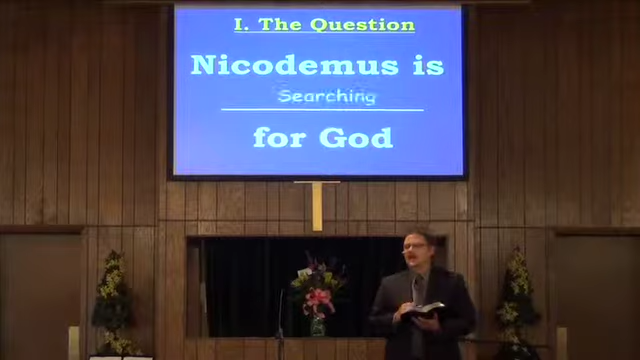 I. The Question
Nicodemus is
Searching
for God